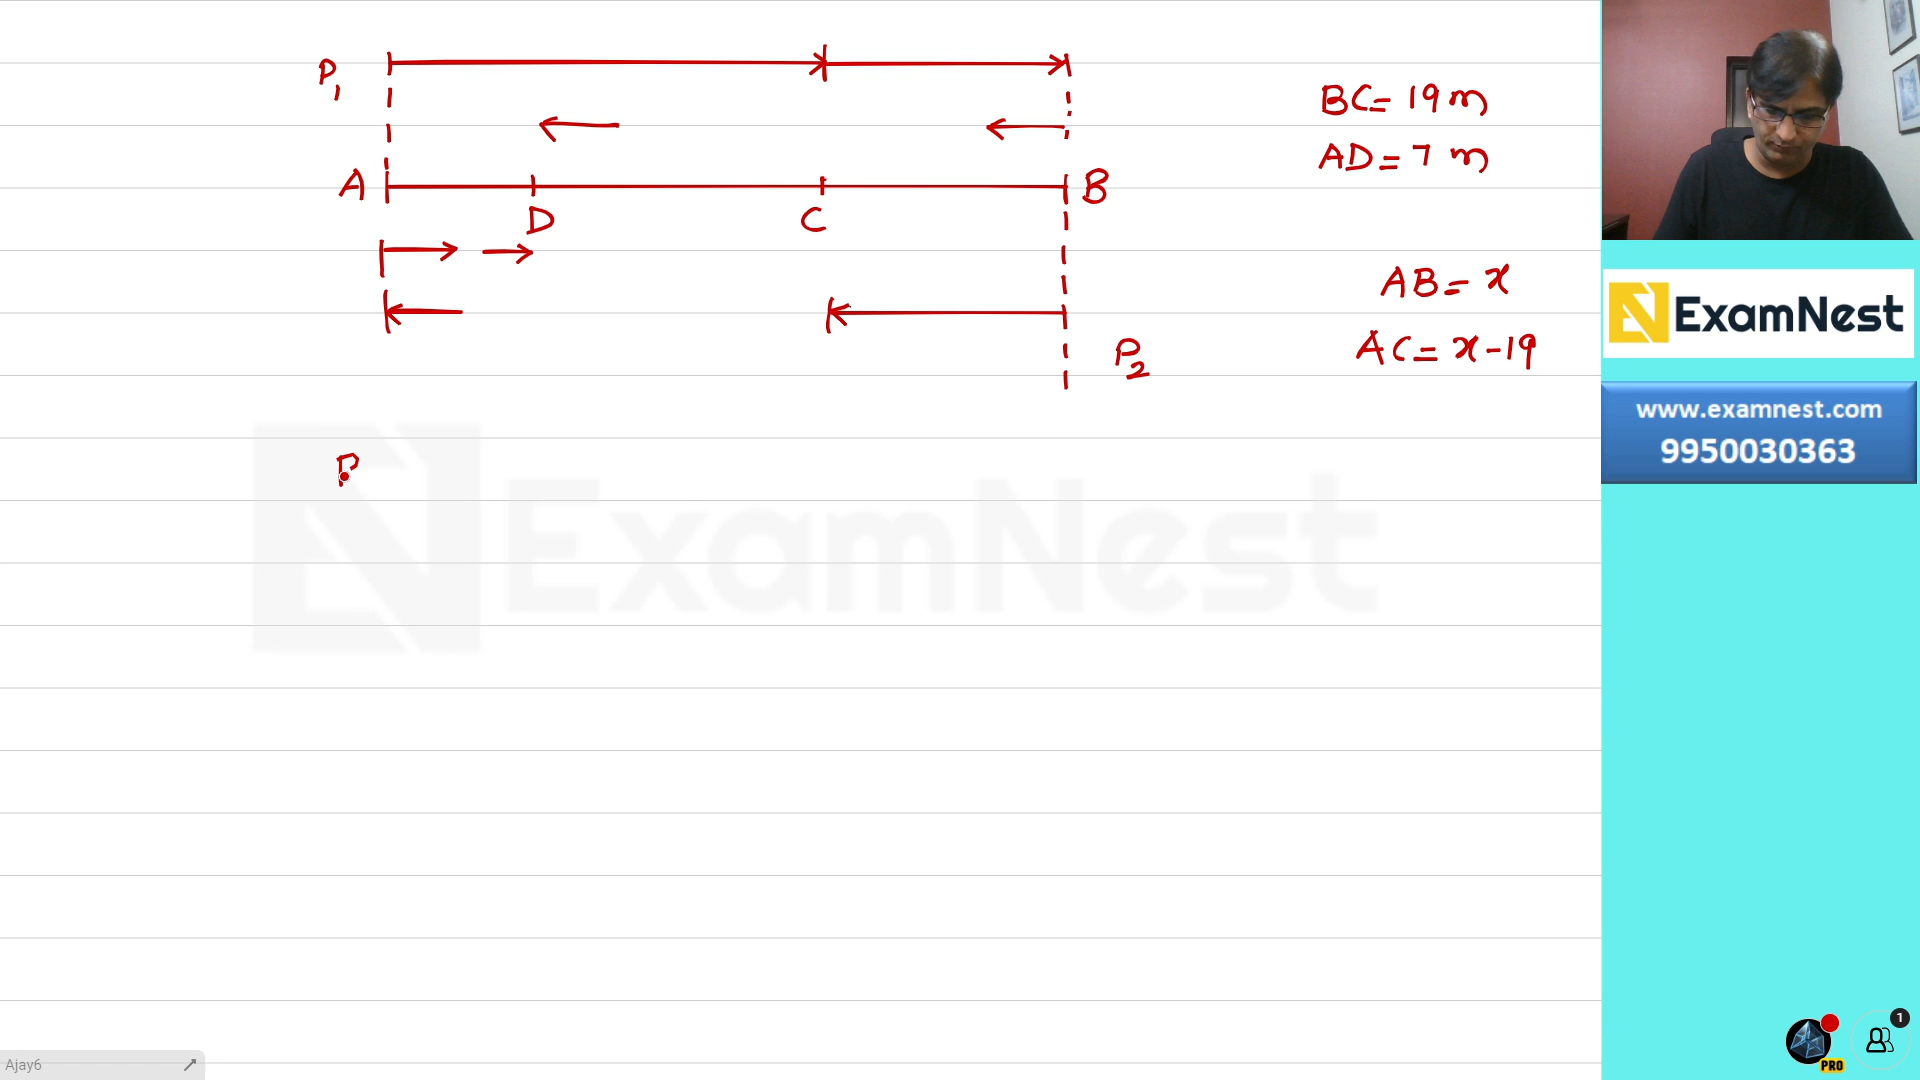 P1
BC = 19 m
AD = 7 m
A
B
D
C
AB = x
AC = x - 19
P2
P
ExamNest
ExamNest
www.examnest.com
9950030363
1
PRO
Ajay6